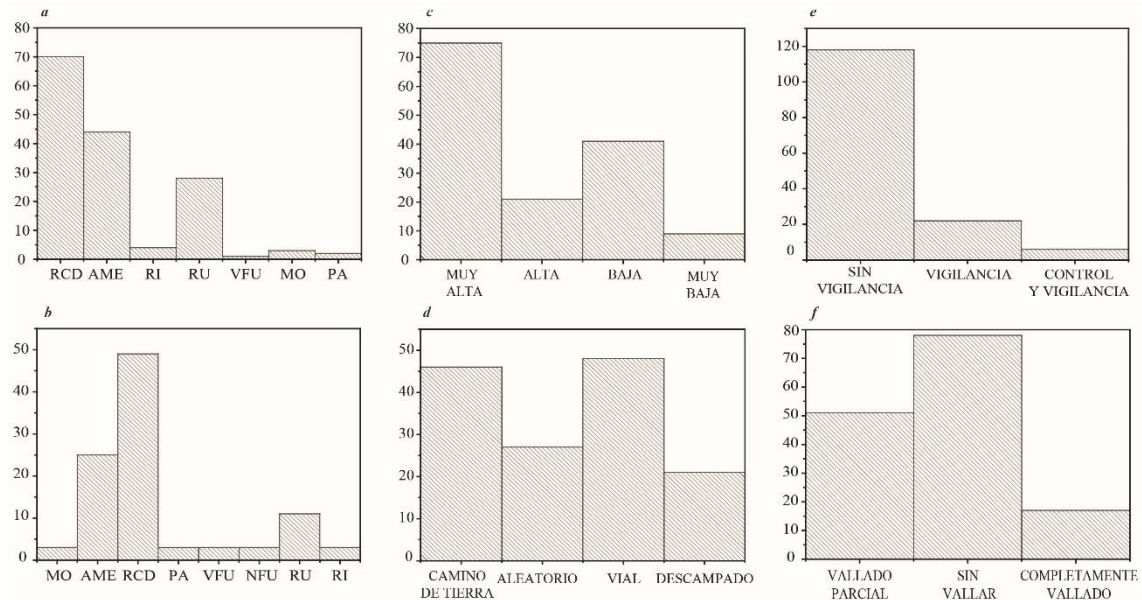 a
80
70
60
50
40
30
20
10
0
RCD AME RI RU VFU MO PA
b
50
40
30
20
10
0
MO AME RCD PA VFU NFU RU RI
c
80
70
60
50
40
30
20
10
0
MUY ALTA BAJA MUY
ALTA BAJA
d
50
40
30
20
10
0
CAMINO ALEATORIO VIAL DESCAMPADO
DE TIERRA
e
120
100
80
60
40
20
0
SIN VIGILANCIA CONTROL
VIGILANCIA Y VIGILANCIA
f
80
70
60
50
40
30
20
10
0
VALLADO SIN COMPLETAMENTE
PARCIAL VALLAR VALLADO